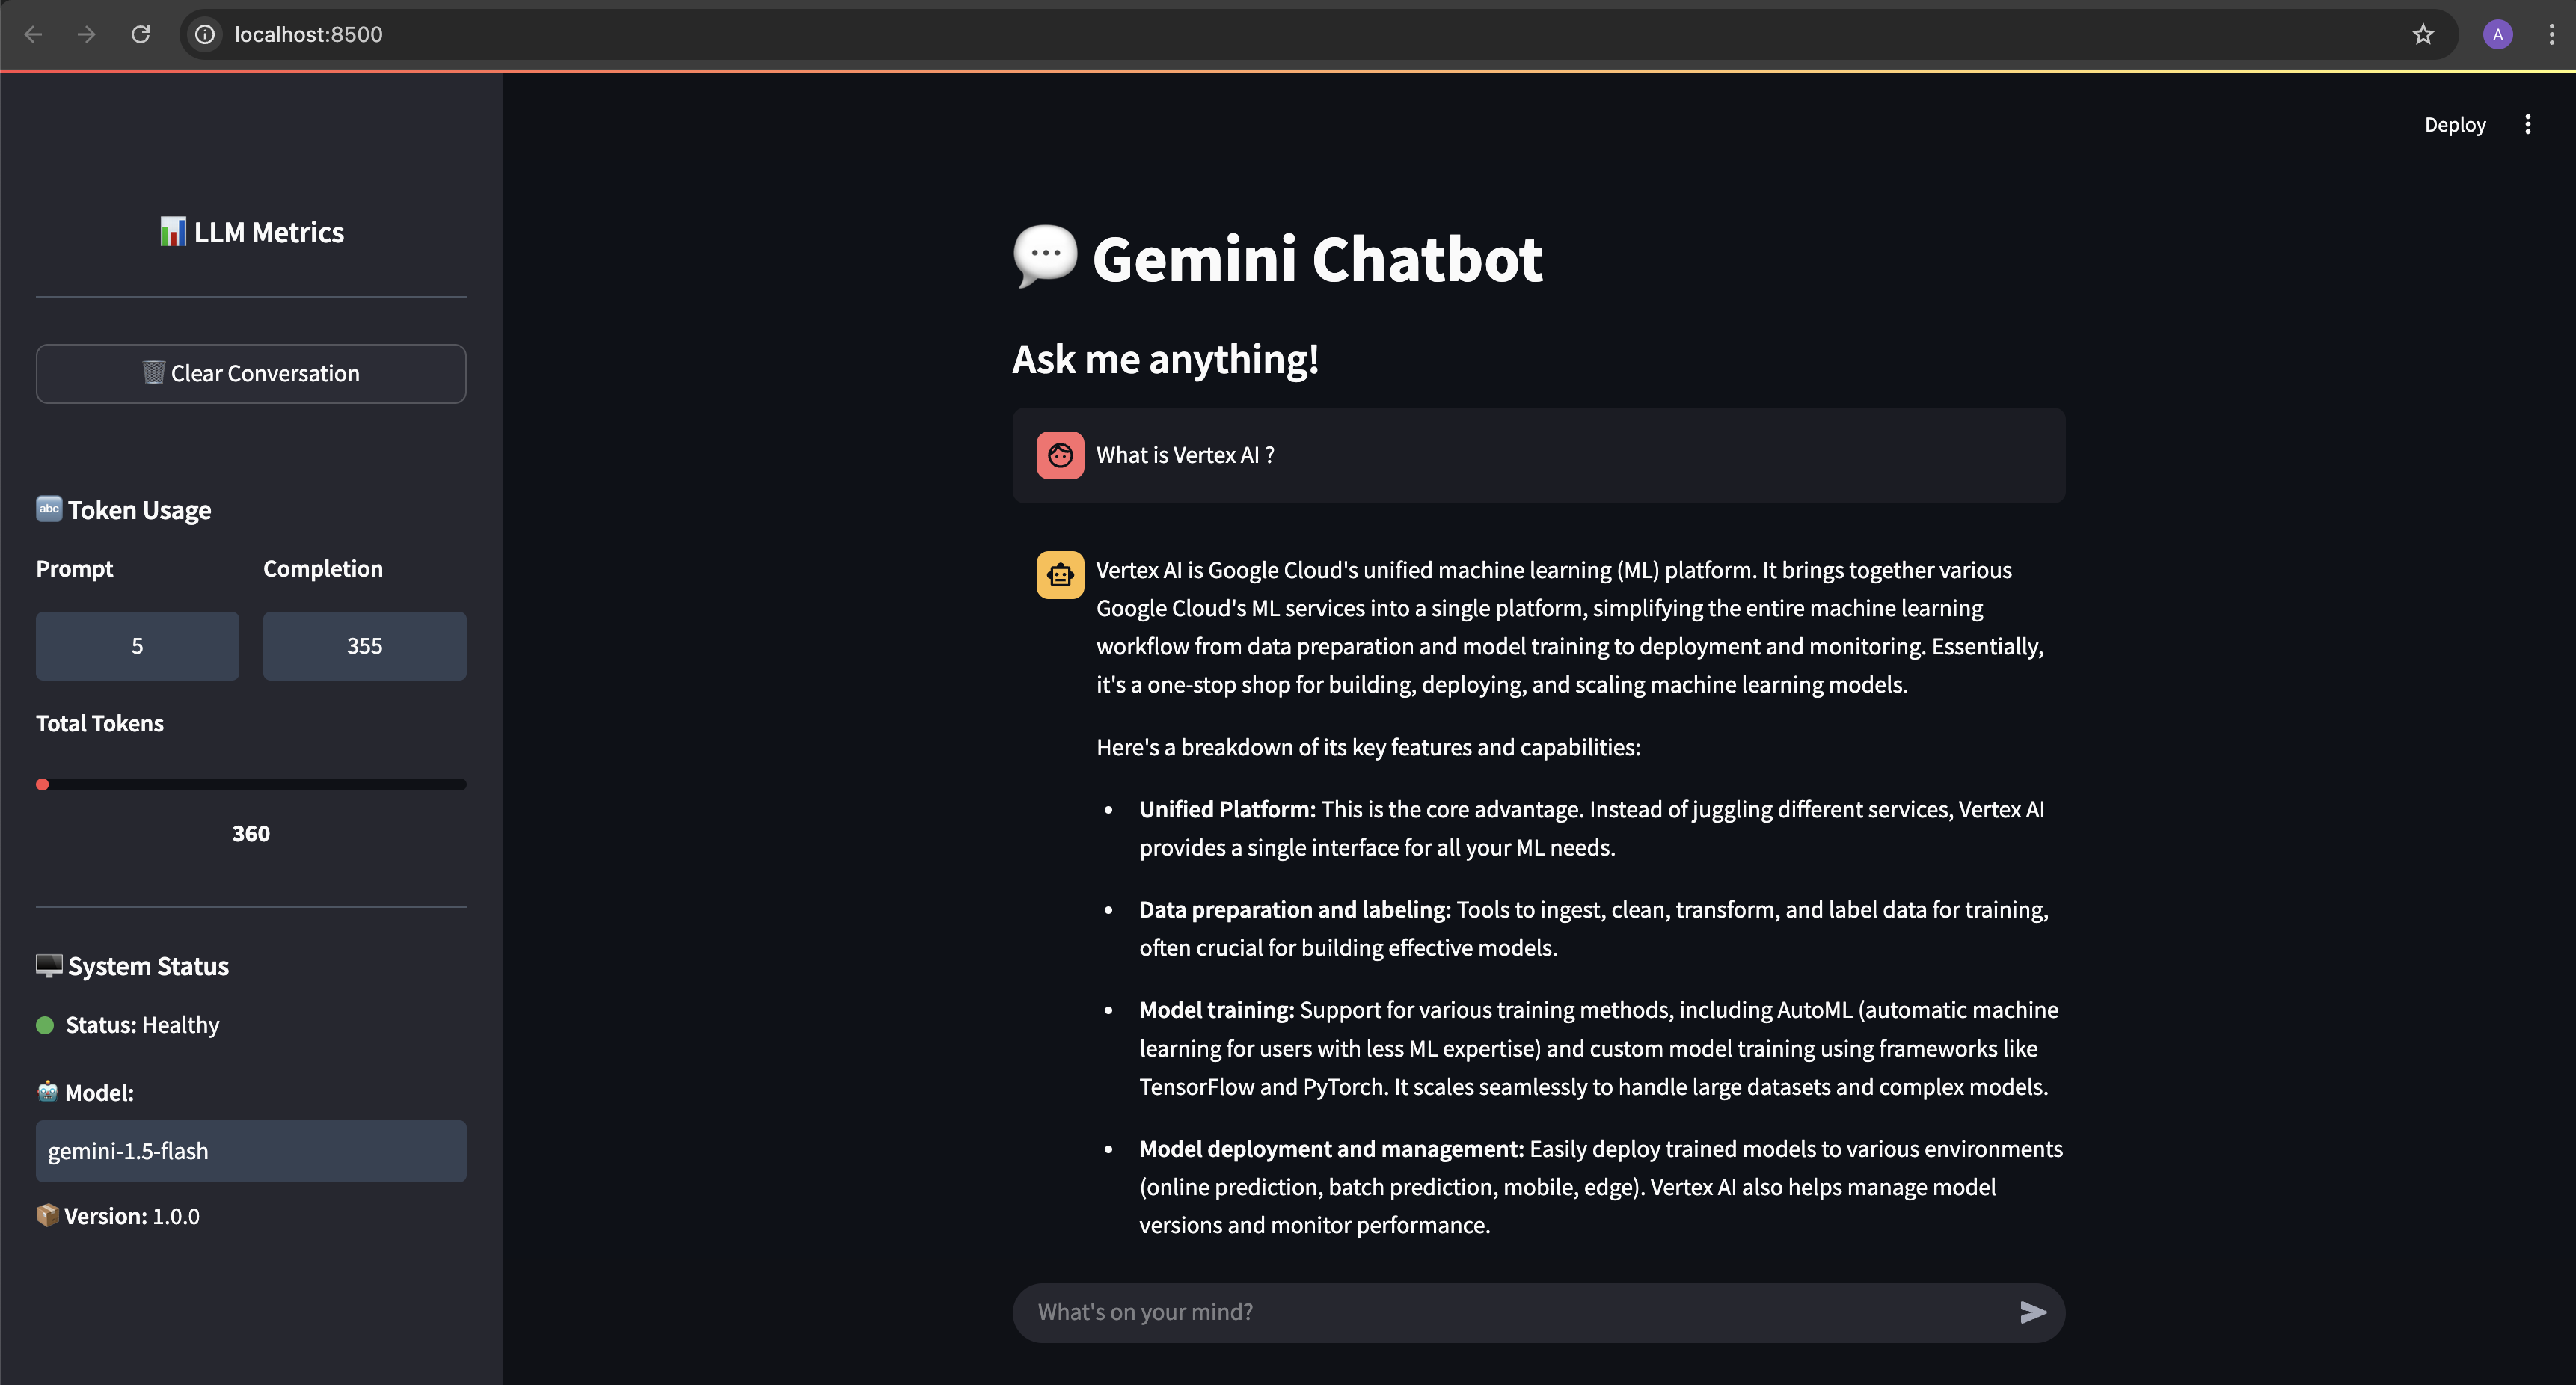 localhost:8500
A
Deploy
LLM Metrics
Clear Conversation
abc Token Usage
Prompt Completion
5 355
Total Tokens
360
System Status
Status: Healthy
Model:
gemini-1.5-flash
Version: 1.0.0
Gemini Chatbot
Ask me anything!
What is Vertex AI ?
Vertex AI is Google Cloud's unified machine learning (ML) platform. It brings together various
Google Cloud's ML services into a single platform, simplifying the entire machine learning
workflow from data preparation and model training to deployment and monitoring. Essentially,
it's a one-stop shop for building, deploying, and scaling machine learning models.
Here's a breakdown of its key features and capabilities:
• Unified Platform: This is the core advantage. Instead of juggling different services, Vertex AI
provides a single interface for all your ML needs.
• Data preparation and labeling: Tools to ingest, clean, transform, and label data for training,
often crucial for building effective models.
• Model training: Support for various training methods, including AutoML (automatic machine
learning for users with less ML expertise) and custom model training using frameworks like
TensorFlow and PyTorch. It scales seamlessly to handle large datasets and complex models.
• Model deployment and management: Easily deploy trained models to various environments
(online prediction, batch prediction, mobile, edge). Vertex AI also helps manage model
versions and monitor performance.
What's on your mind?